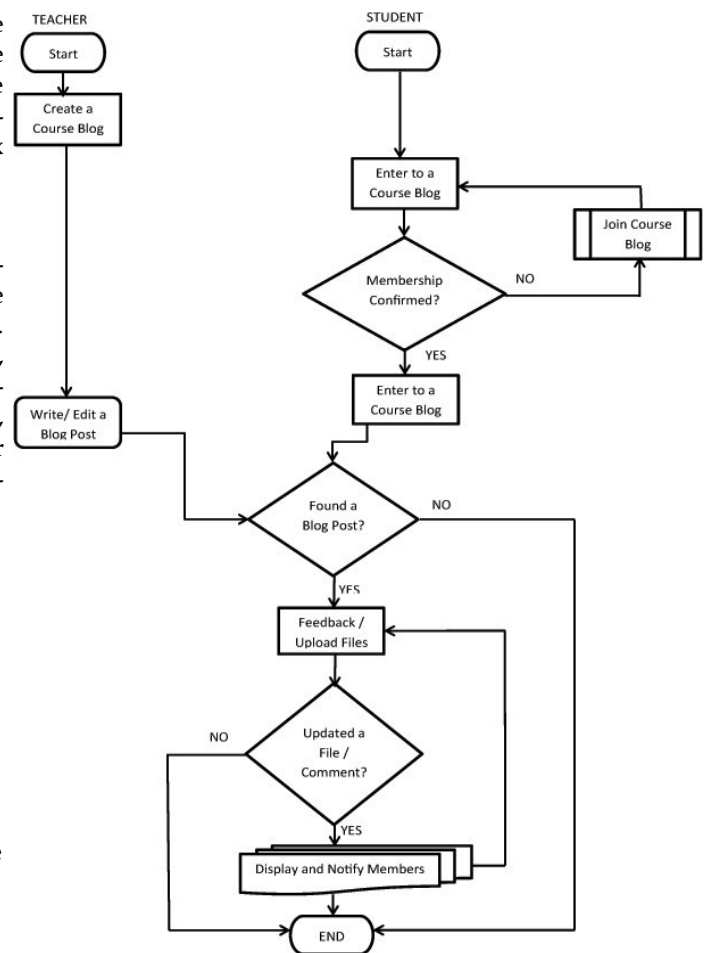 TEACHER
Start
Create a
Course Blog
Write/ Edit a
Blog Post
STUDENT
Start
Enter to a
Course Blog
Join Course
Blog
Membership
Confirmed?
NO
YES
Enter to a
Course Blog
Found a
Blog Post?
NO
YES
Feedback /
Upload Files
Updated a
File /
Comment?
NO
YES
Display and Notify Members
END